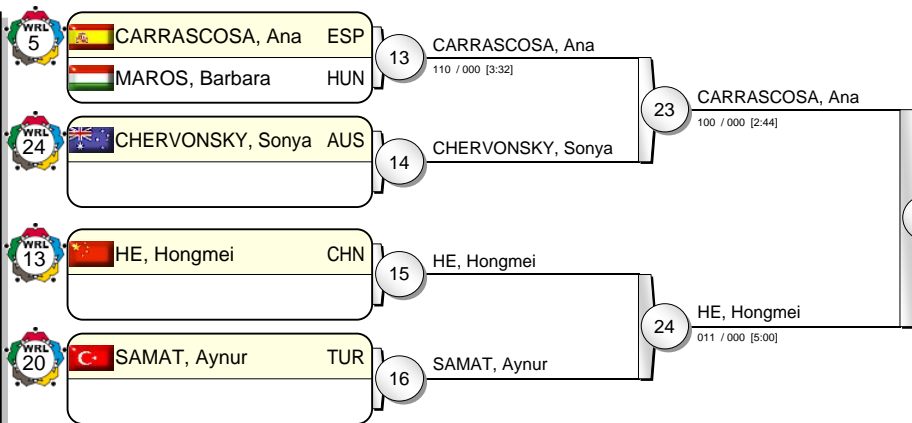 WRL
5
CARRASCOSA, Ana ESP
MAROS, Barbara HUN
13
CARRASCOSA, Ana
110 / 000 [3:32]
WRL
24
CHERVONSKY, Sonya AUS
14
CHERVONSKY, Sonya
23
CARRASCOSA, Ana
100 / 000 [2:44]
WRL
13
HE, Hongmei CHN
15
HE, Hongmei
WRL
20
SAMAT, Aynur TUR
16
SAMAT, Aynur
24
HE, Hongmei
011 / 000 [5:00]